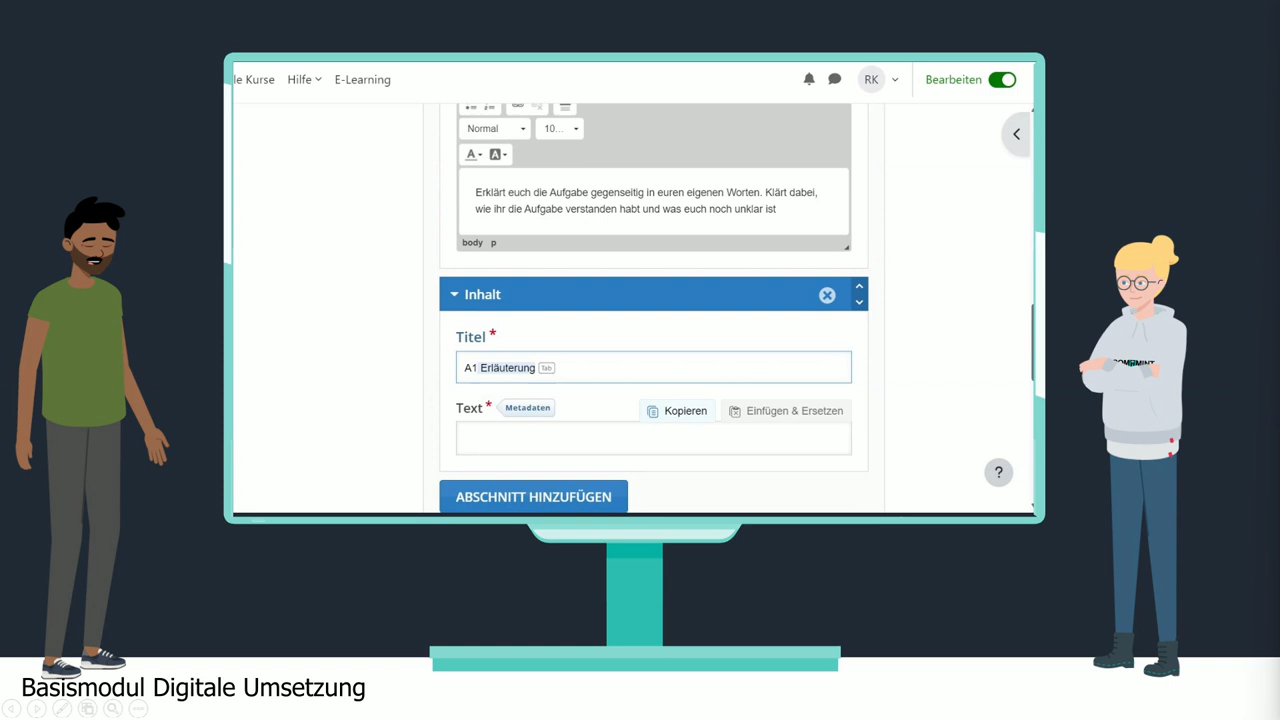 le Kurse Hilfe E-Learning RK Bearbeiten
Normal 10...
A A
Erklärt euch die Aufgabe gegenseitig in euren eigenen Worten. Klärt dabei,
wie ihr die Aufgabe verstanden habt und was euch noch unklar ist
body p
Inhalt
Titel *
A1 Erläuterung Tab
Text * Metadaten Kopieren Einfügen & Ersetzen
?
ABSCHNITT HINZUFÜGEN
Basismodul Digitale Umsetzung